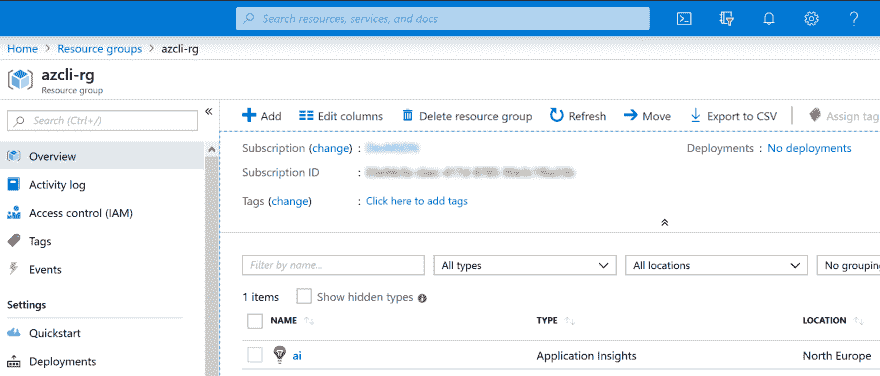 Search resources, services, and docs
Home > Resource groups > azcli-rg
azcli-rg
Resource group
Search (Ctrl+/)
«
Overview
Activity log
Access control (IAM)
Tags
Events
Settings
Quickstart
Deployments
Add Edit columns Delete resource group Refresh Move Export to CSV Assign tag
Subscription (change) : Deployments : No deployments
Subscription ID :
Tags (change) : Click here to add tags
Filter by name... All types All locations No grouping
1 items Show hidden types
NAME TYPE LOCATION
ai Application Insights North Europe